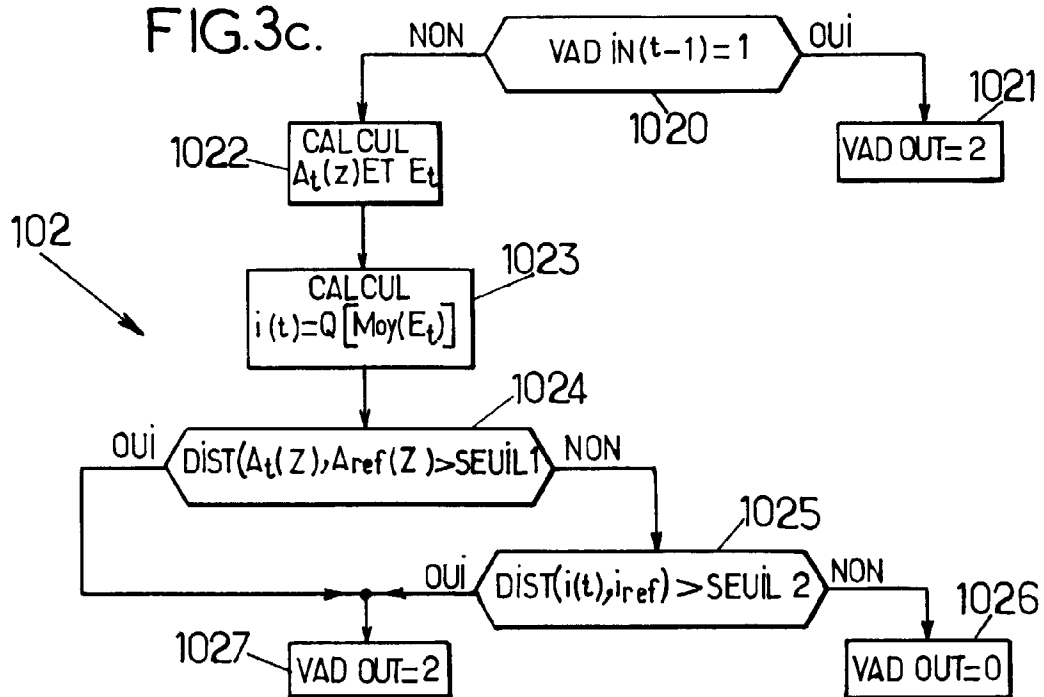 FIG.3c.
NON
VAD iN(t-1)=1
OUi
1020
1021
VAD OUT=2
1022
CALCUL
At(z) ET Et
102
1023
CALCUL
i(t)=Q[Moy(Et)]
1024
OUi
DiST(At(Z),Aref(Z)>SEUiL1
NON
1025
OUi
DiST(i(t),iref)>SEUiL 2
NON
1026
1027
VAD OUT=2
VAD OUT=0